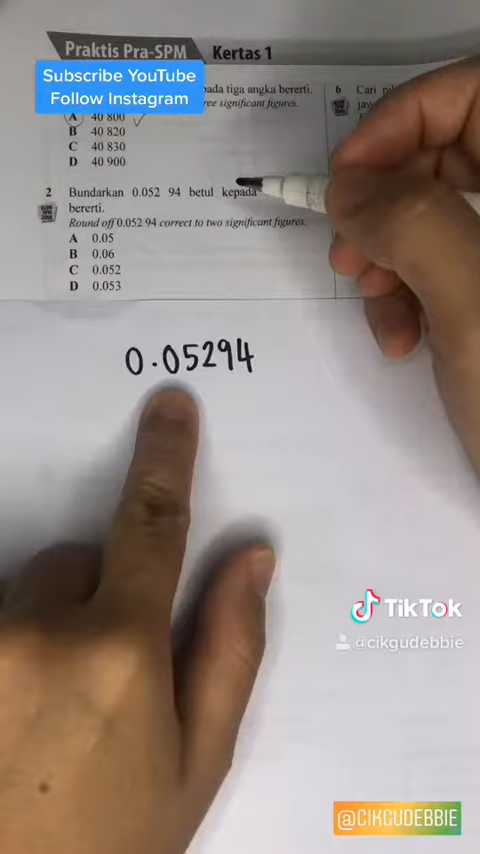 Praktis Pra-SPM Kertas 1
Subscribe YouTube
Follow Instagram
pada tiga angka bererti.
ree significant figures.
A 40 800
B 40 820
C 40 830
D 40 900
6 Cari
jaw
2 Bundarkan 0.052 94 betul kepada
bererti.
Round off 0.052 94 correct to two significant figures.
A 0.05
B 0.06
C 0.052
D 0.053
0.05294
TikTok
@cikgudebbie
@CIKGUDEBBIE